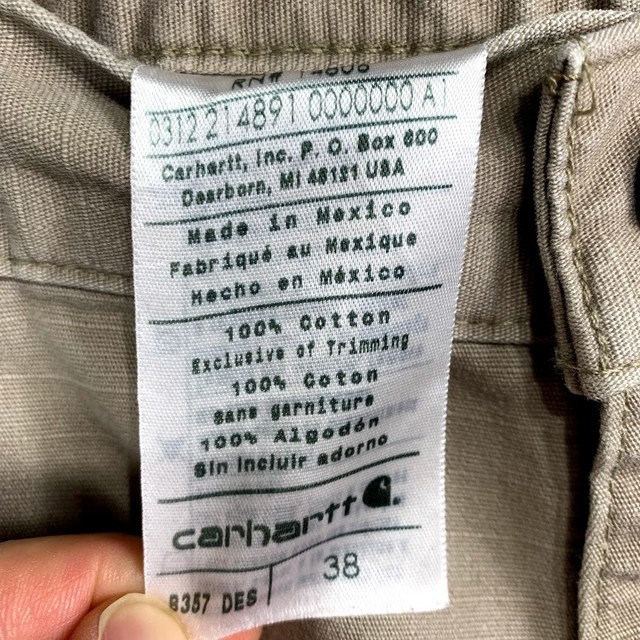 RN# 14806
0312 214891 0000000 A1
Carhartt, Inc. P. O. Box 600
Dearborn, MI 48121 USA
Made in Mexico
Fabriqué au Mexique
Hecho en México
100% Cotton
Exclusive of Trimming
100% Coton
sans garniture
100% Algodón
Sin incluir adorno
carhartt
B357 DES
38